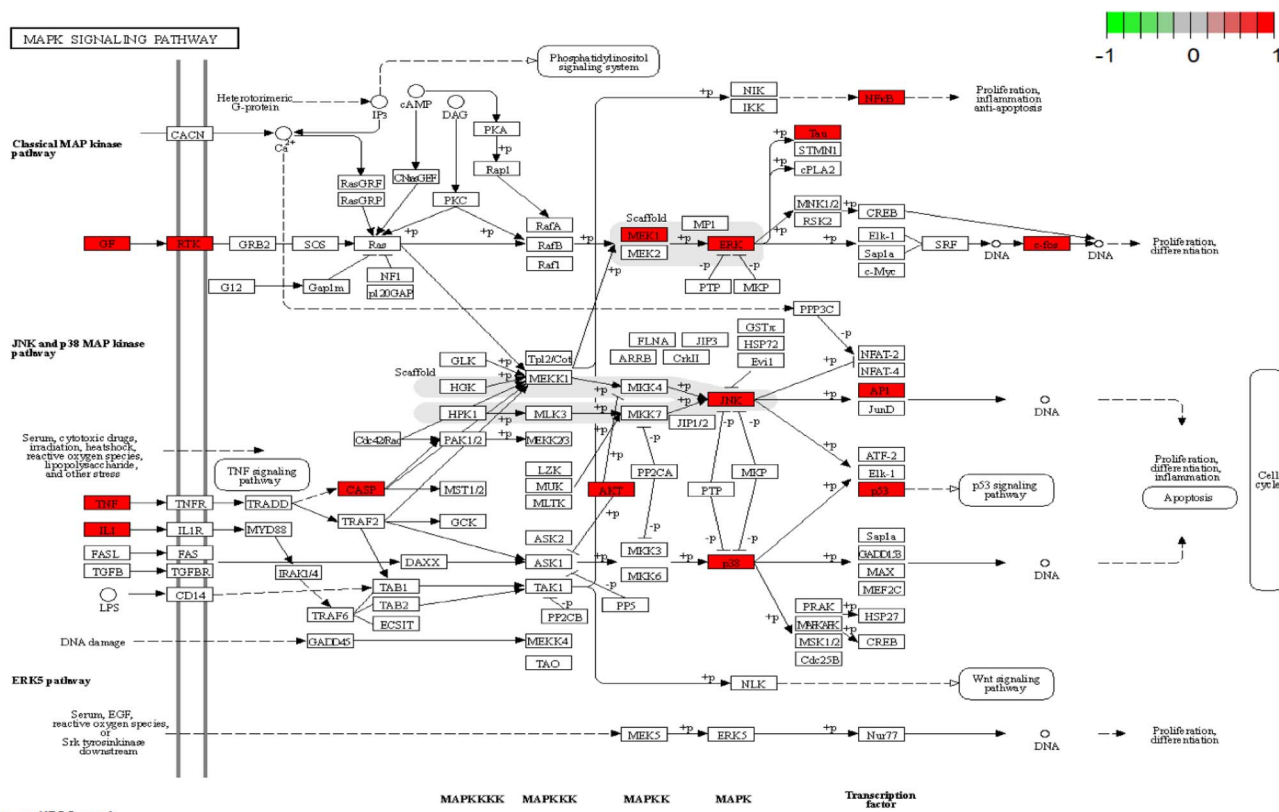 MAPK SIGNALING PATHWAY
-1 0 1
Phosphatidylinositol
signaling system
Heterotorimeric
G-protein
IP3
cAMP
DAG
NIK
IKK
NFκB
Proliferation,
inflammation
anti-apoptosis
Classical MAP kinase
pathway
CACN
Ca2+
PKA
+p
Rap1
Tau
STMN1
cPLA2
RasGRF
RasGRP
CNrasGEF
PKC
MNK1/2
RSK2
CREB
GF
RTK
GRB2
SOS
Ras
RafA
RafB
Raf1
Scaffold
MEK1
MEK2
MP1
ERK
Elk-1
Sap1a
c-Myc
SRF
DNA
c-fos
DNA
Proliferation,
differentiation
G12
Gap1m
NF1
p120GAP
PTP
MKP
-p
-p
PPP3C
-p
JNK and p38 MAP kinase
pathway
GLK
HGK
HPK1
Scaffold
Tpl2/Cot
MEKK1
MLK3
MEKK2/3
FLNA
JIP3
ARRB
CrkII
GSTπ
HSP72
Evi1
MKK4
MKK7
JNK
JIP1/2
NFAT-2
NFAT-4
AP1
JunD
DNA
Cdc42/Rac
PAK1/2
Serum, cytotoxic drugs,
irradiation, heatshock,
reactive oxygen species,
lipopolysaccharide,
and other stress
TNF signaling
pathway
LZK
MUK
MLTK
PP2CA
PTP
MKP
ATF-2
Elk-1
p53
p53 signaling
pathway
Proliferation,
differentiation,
inflammation
Apoptosis
Cell
cycle
TNF
TNFR
TRADD
CASP
MST1/2
AKT
IL1
IL1R
MYD88
TRAF2
GCK
ASK2
ASK1
MKK3
MKK6
p38
Sap1a
GADD153
MAX
MEF2C
DNA
FASL
FAS
DAXX
TGFB
TGFBR
IRAK1/4
TAB1
TAB2
ECSIT
TAK1
PP2CB
PP5
LPS
CD14
TRAF6
PRAK
MAPKAPK
MSK1/2
Cdc25B
HSP27
CREB
DNA damage
GADD45
MEKK4
TAO
ERK5 pathway
NLK
Wnt signaling
pathway
Serum, EGF,
reactive oxygen species,
or
Srk tyrosinkinase
downstream
MEK5
+p
ERK5
+p
Nur77
DNA
Proliferation,
differentiation
MAPKKKK MAPKKK MAPKK MAPK Transcription
factor